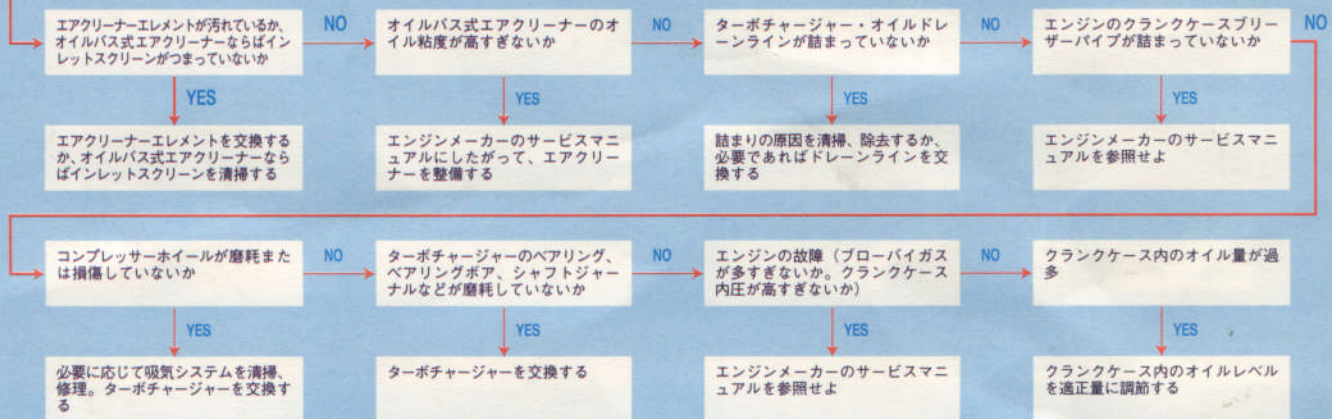 エアクリーナーエレメントが汚れているか、
オイルバス式エアクリーナーならばイン
レットスクリーンがつまっていないか
NO
オイルバス式エアクリーナーのオ
イル粘度が高すぎないか
NO
ターボチャージャー・オイルドレ
ーンラインが詰まっていないか
NO
エンジンのクランクケースブリー
ザーパイプが詰まっていないか
NO
YES
YES
YES
YES
エアクリーナーエレメントを交換する
か、オイルバス式エアクリーナーなら
ばインレットスクリーンを清掃する
エンジンメーカーのサービスマニ
ュアルにしたがって、エアクリー
ナーを整備する
詰まりの原因を清掃、除去するか、
必要であればドレーンラインを交
換する
エンジンメーカーのサービスマニ
ュアルを参照せよ
コンプレッサーホイールが磨耗また
は損傷していないか
NO
ターボチャージャーのベアリング、
ベアリングボア、シャフトジャー
ナルなどが磨耗していないか
NO
エンジンの故障（ブローバイガス
が多すぎないか。クランクケース
内圧が高すぎないか）
NO
クランクケース内のオイル量が過
多
YES
YES
YES
YES
必要に応じて吸気システムを清掃、
修理。ターボチャージャーを交換す
る
ターボチャージャーを交換する
エンジンメーカーのサービスマニ
ュアルを参照せよ
クランクケース内のオイルレベル
を適正量に調節する